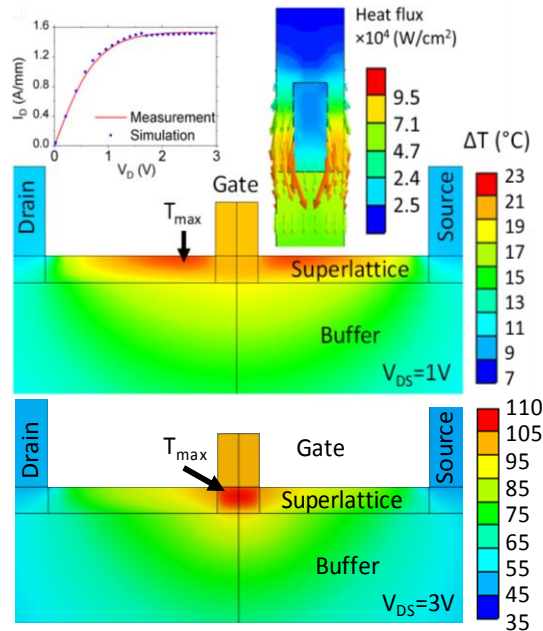 1.6
1.2
0.8
0.4
0.0
I_D (A/mm)
Measurement
Simulation
0 1 2 3
V_D (V)
Heat flux
×10⁴ (W/cm²)
9.5
7.1
4.7
2.4
2.5
ΔT (°C)
23
21
19
17
15
13
11
9
7
Drain
T_max
Gate
Source
Superlattice
Buffer
V_DS=1V
110
105
95
85
75
65
55
45
35
Drain
T_max
Gate
Source
Superlattice
Buffer
V_DS=3V